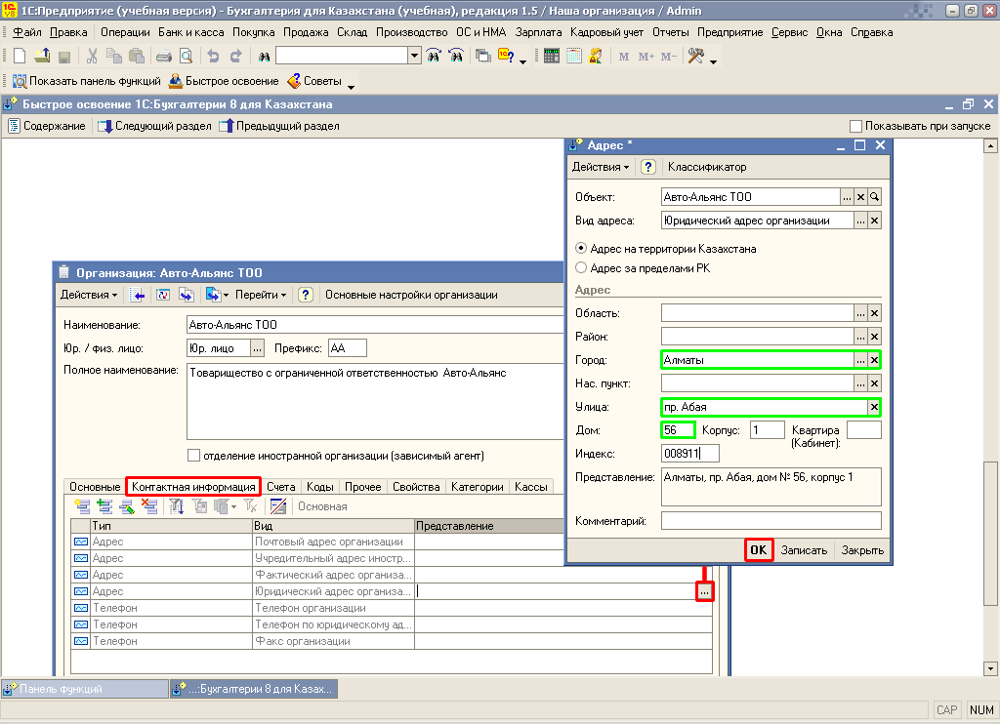 1С:Предприятие (учебная версия) - Бухгалтерия для Казахстана (учебная), редакция 1.5 / Наша организация / Admin
Файл Правка Операции Банк и касса Покупка Продажа Склад Производство ОС и НМА Зарплата Кадровый учет Отчеты Предприятие Сервис Окна Справка
M M+ M-
Показать панель функций Быстрое освоение Советы
Быстрое освоение 1С:Бухгалтерии 8 для Казахстана
Содержание Следующий раздел Предыдущий раздел Показывать при запуске
Адрес *
Действия ? Классификатор
Объект: Авто-Альянс ТОО ...
Вид адреса: Юридический адрес организации ...
Адрес на территории Казахстана
Адрес за пределами РК
Адрес
Область: ...
Район: ...
Город: Алматы ...
Нас. пункт: ...
Улица: пр. Абая
Дом: 56 Корпус: 1 Квартира (Кабинет):
Индекс: 008911
Представление: Алматы, пр. Абая, дом № 56, корпус 1
Комментарий:
OK Записать Закрыть
Организация: Авто-Альянс ТОО
Действия Перейти ? Основные настройки организации
Наименование: Авто-Альянс ТОО
Юр. / физ. лицо: Юр. лицо ... Префикс: АА
Полное наименование: Товарищество с ограниченной ответственностью Авто-Альянс
отделение иностранной организации (зависимый агент)
Основные Контактная информация Счета Коды Прочее Свойства Категории Кассы
Основная
Тип Вид Представление
Адрес Почтовый адрес организации
Адрес Учредительный адрес иностр...
Адрес Фактический адрес организа...
Адрес Юридический адрес организа... ...
Телефон Телефон организации
Телефон Телефон по юридическому ад...
Телефон Факс организации
Панель функций ...:Бухгалтерии 8 для Казах...
CAP NUM